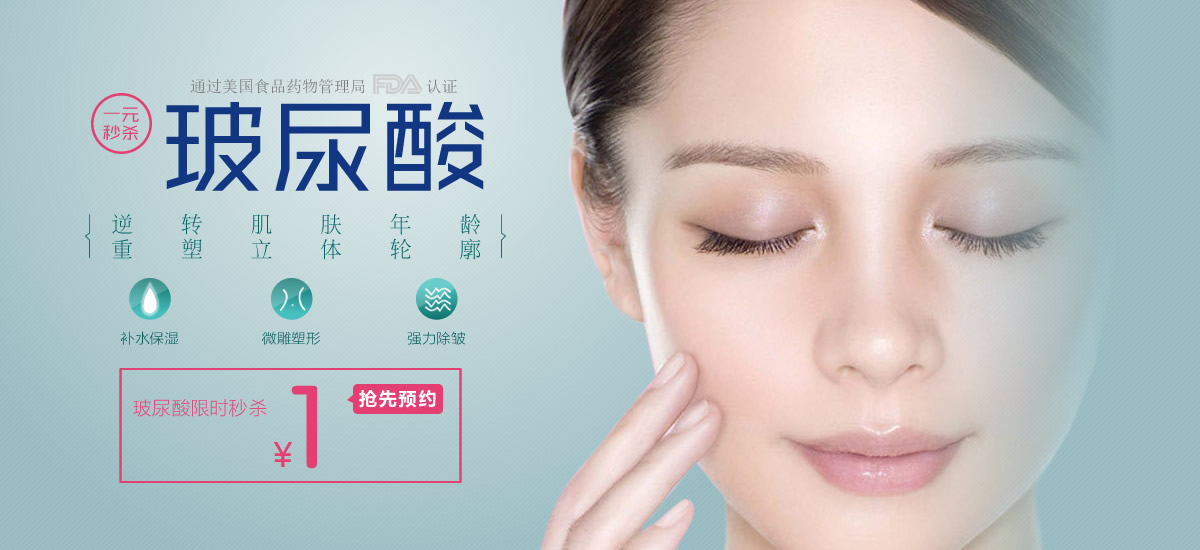 通过美国食品药物管理局 FDA 认证
一元
秒杀
玻尿酸
逆转肌肤年龄
重塑立体轮廓
补水保湿
微雕塑形
强力除皱
玻尿酸限时秒杀
¥1
抢先预约